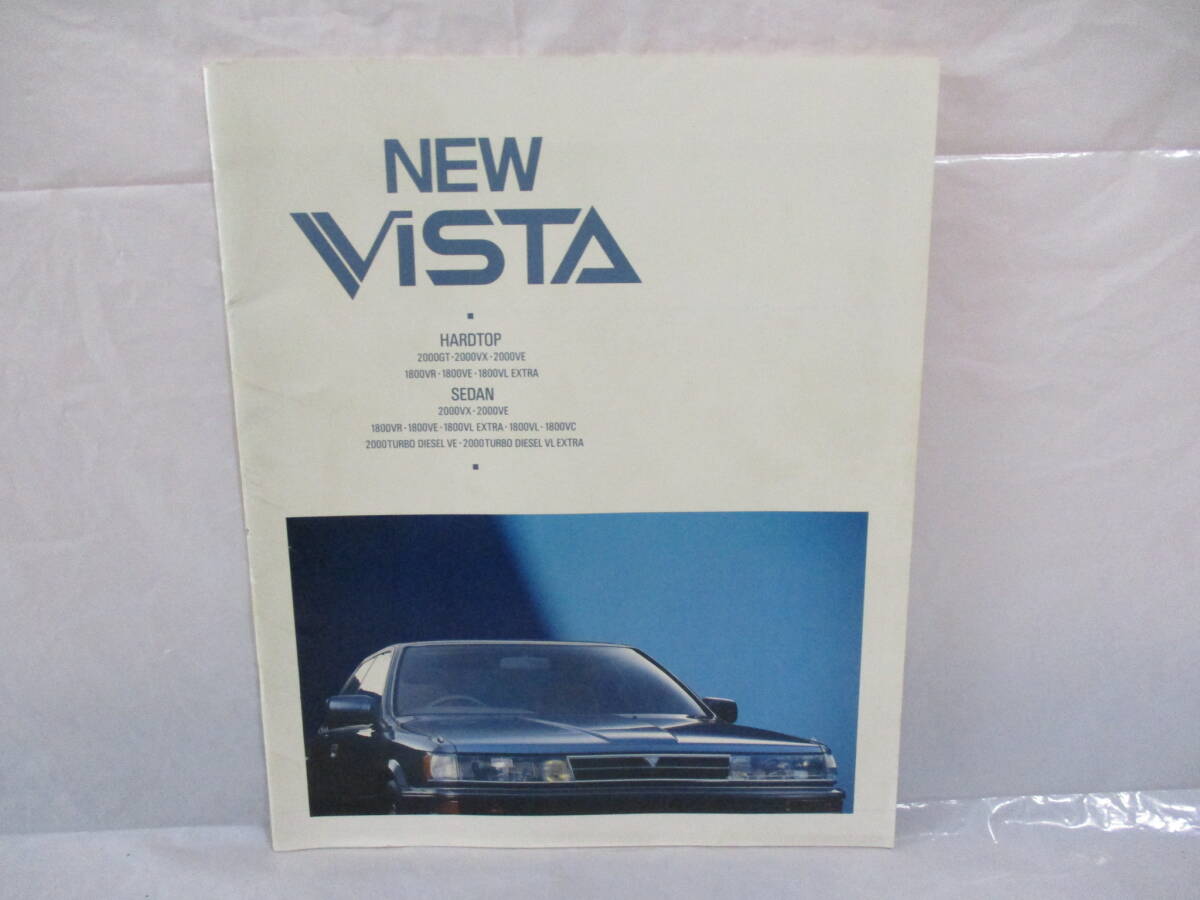 NEW
ViSTA
HARDTOP
2000GT・2000VX・2000VE
1800VR・1800VE・1800VL EXTRA
SEDAN
2000VX・2000VE
1800VR・1800VE・1800VL EXTRA・1800VL・1800VC
2000TURBO DIESEL VE・2000TURBO DIESEL VL EXTRA